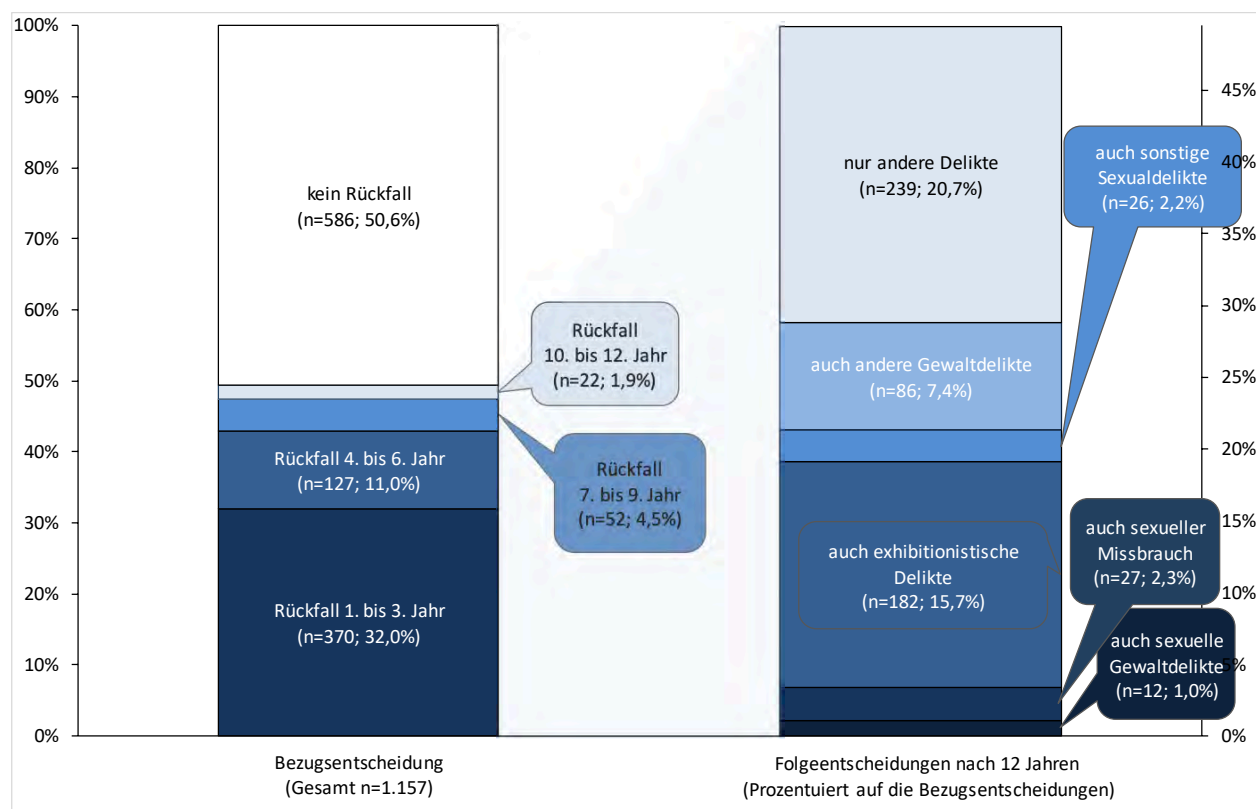 100%
90%
80%
70%
60%
50%
40%
30%
20%
10%
0%
kein Rückfall
(n=586; 50,6%)
Rückfall
10. bis 12. Jahr
(n=22; 1,9%)
Rückfall
7. bis 9. Jahr
(n=52; 4,5%)
Rückfall 4. bis 6. Jahr
(n=127; 11,0%)
Rückfall 1. bis 3. Jahr
(n=370; 32,0%)
Bezugsentscheidung
(Gesamt n=1.157)
nur andere Delikte
(n=239; 20,7%)
auch andere Gewaltdelikte
(n=86; 7,4%)
auch exhibitionistische
Delikte
(n=182; 15,7%)
auch sonstige
Sexualdelikte
(n=26; 2,2%)
auch sexueller
Missbrauch
(n=27; 2,3%)
auch sexuelle
Gewaltdelikte
(n=12; 1,0%)
45%
40%
35%
30%
25%
20%
15%
10%
5%
0%
Folgeentscheidungen nach 12 Jahren
(Prozentuiert auf die Bezugsentscheidungen)